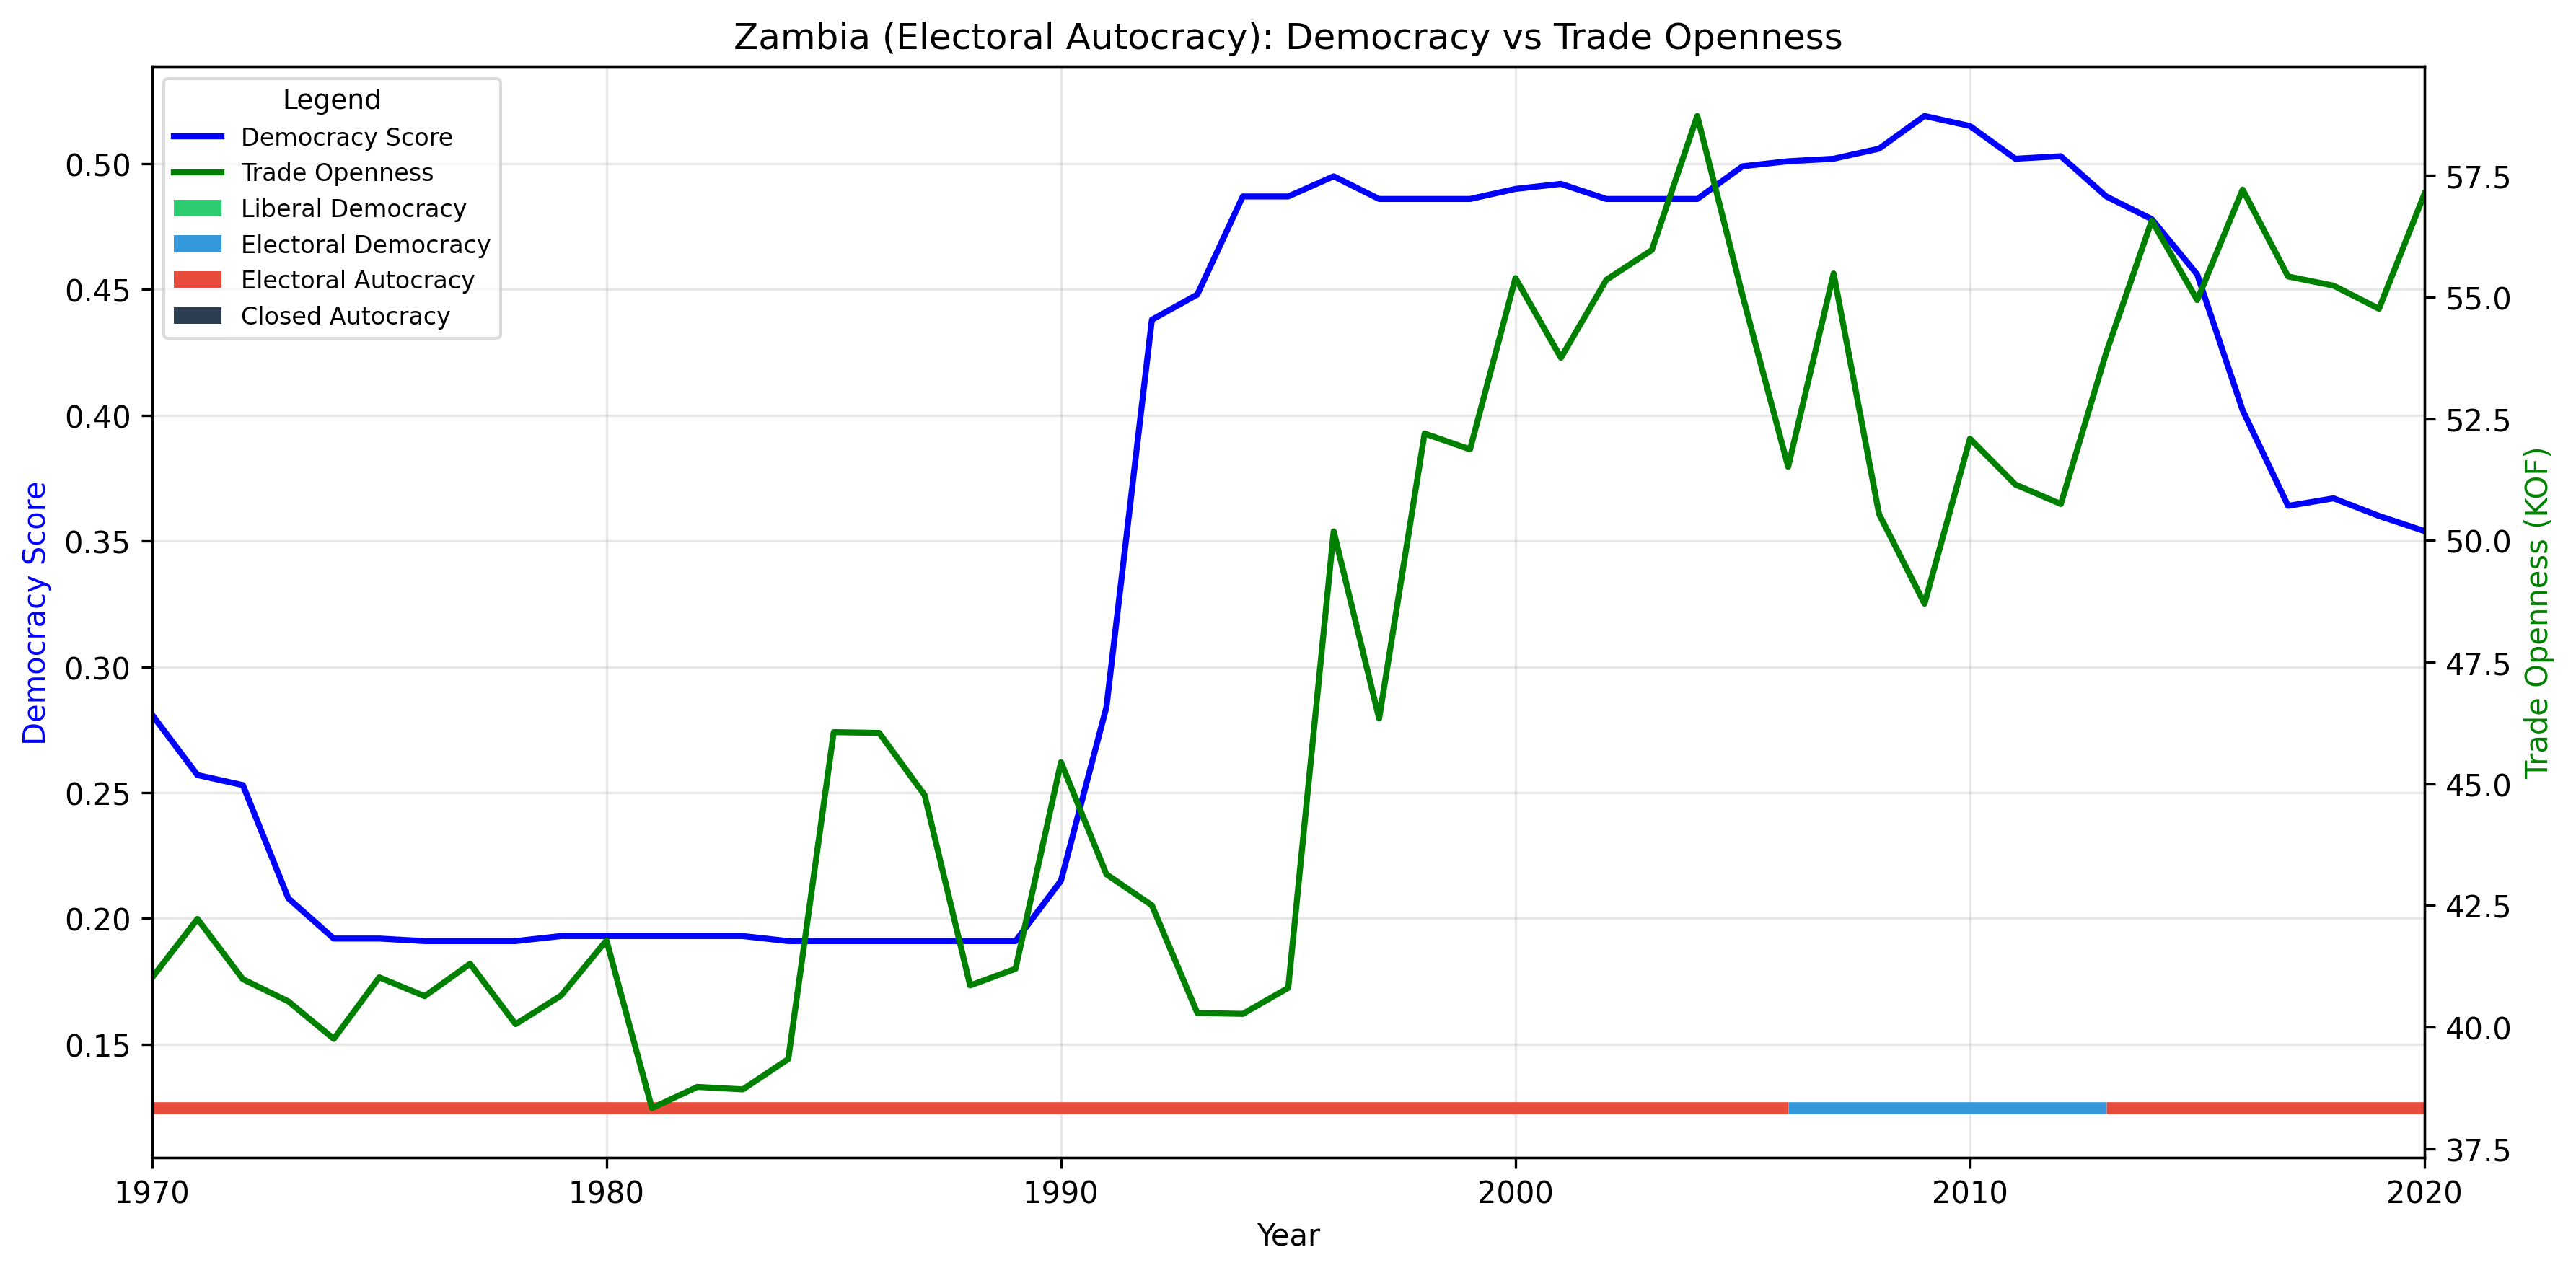 Zambia (Electoral Autocracy): Democracy vs Trade Openness
Legend
Democracy Score
Trade Openness
Liberal Democracy
Electoral Democracy
Electoral Autocracy
Closed Autocracy
Democracy Score
0.50
0.45
0.40
0.35
0.30
0.25
0.20
0.15
57.5
55.0
52.5
50.0
47.5
45.0
42.5
40.0
37.5
Trade Openness (KOF)
1970 1980 1990 2000 2010 2020
Year